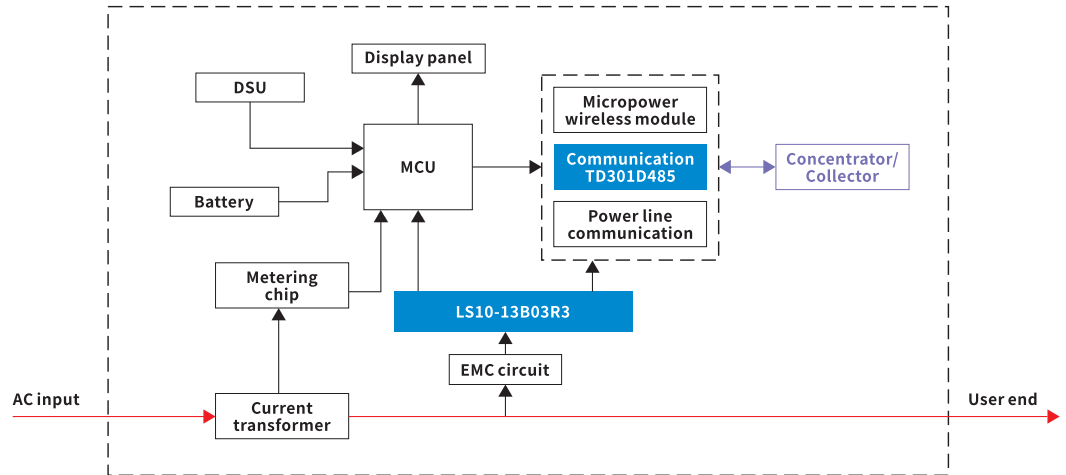 Display panel
DSU
Micropower
wireless module
MCU
Communication
TD301D485
Concentrator/
Collector
Battery
Power line
communication
Metering
chip
LS10-13B03R3
EMC circuit
AC input
Current
transformer
User end